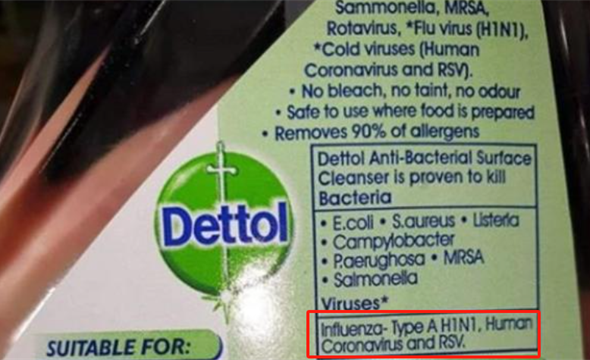 Sammonella, MRSA,
Rotavirus, *Flu virus (H1N1),
*Cold viruses (Human
Coronavirus and RSV).
• No bleach, no taint, no odour
• Safe to use where food is prepared
• Removes 90% of allergens
Dettol Anti-Bacterial Surface
Cleanser is proven to kill
Bacteria
• E.coli • S.aureus • Listeria
• Campylobacter
• P.aerughosa • MRSA
• Salmonella
Viruses*
Influenza- Type A H1N1, Human
Coronavirus and RSV.
Dettol
SUITABLE FOR: